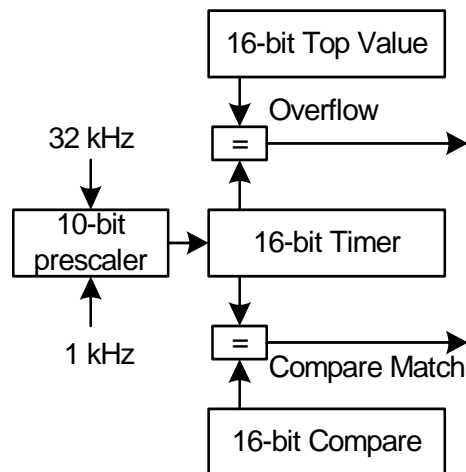 16-bit Top Value
Overflow
=
32 kHz
10-bit
prescaler
16-bit Timer
1 kHz
=
Compare Match
16-bit Compare